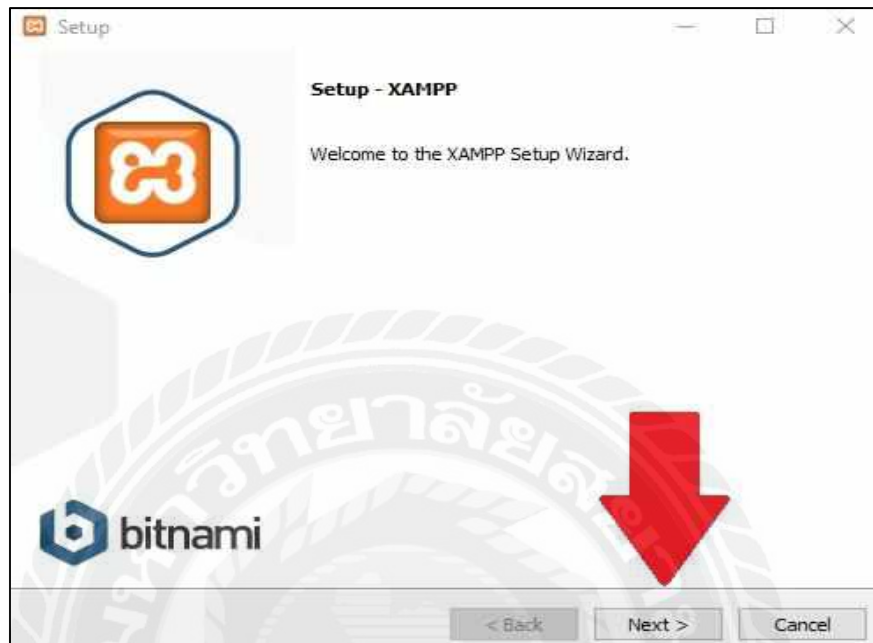 Setup
Setup - XAMPP
Welcome to the XAMPP Setup Wizard.
bitnami
< Back
Next >
Cancel